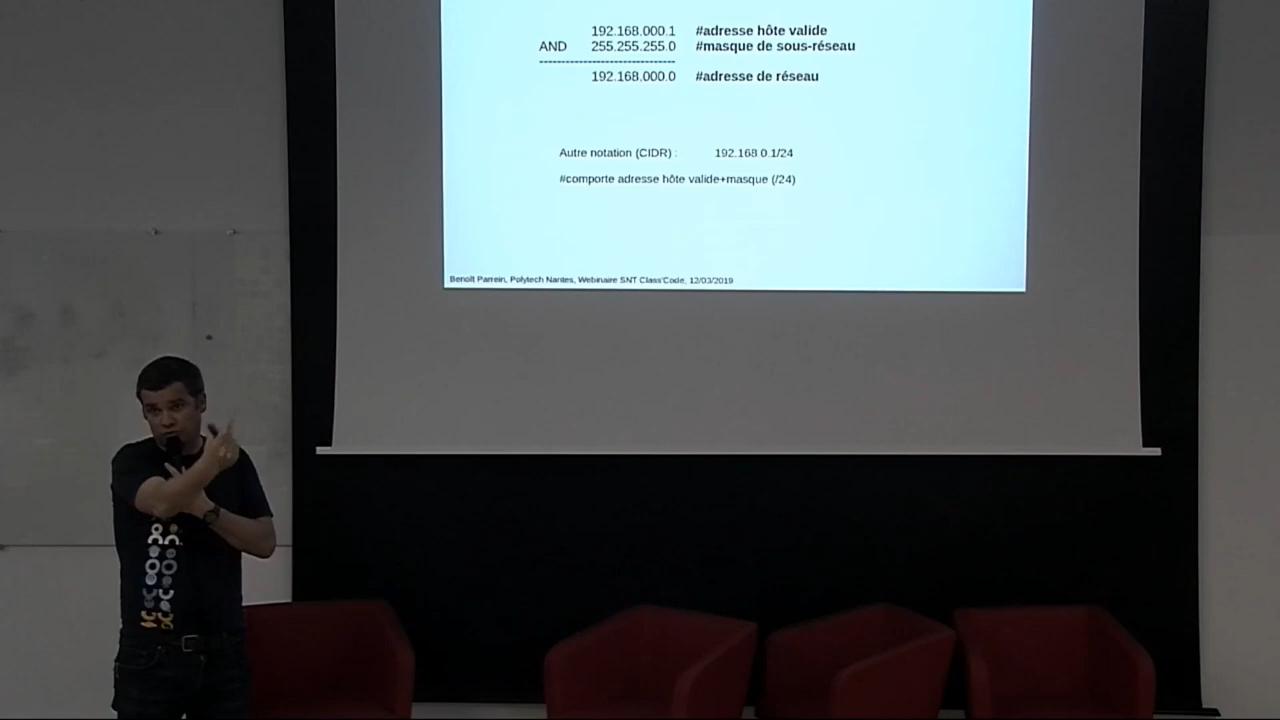 192.168.000.1 #adresse hôte valide
AND 255.255.255.0 #masque de sous-réseau
-------------------------------
192.168.000.0 #adresse de réseau
Autre notation (CIDR) : 192.168.0.1/24
#comporte adresse hôte valide+masque (/24)
Benoît Parrein, Polytech Nantes, Webinaire SNT Class'Code, 12/03/2019